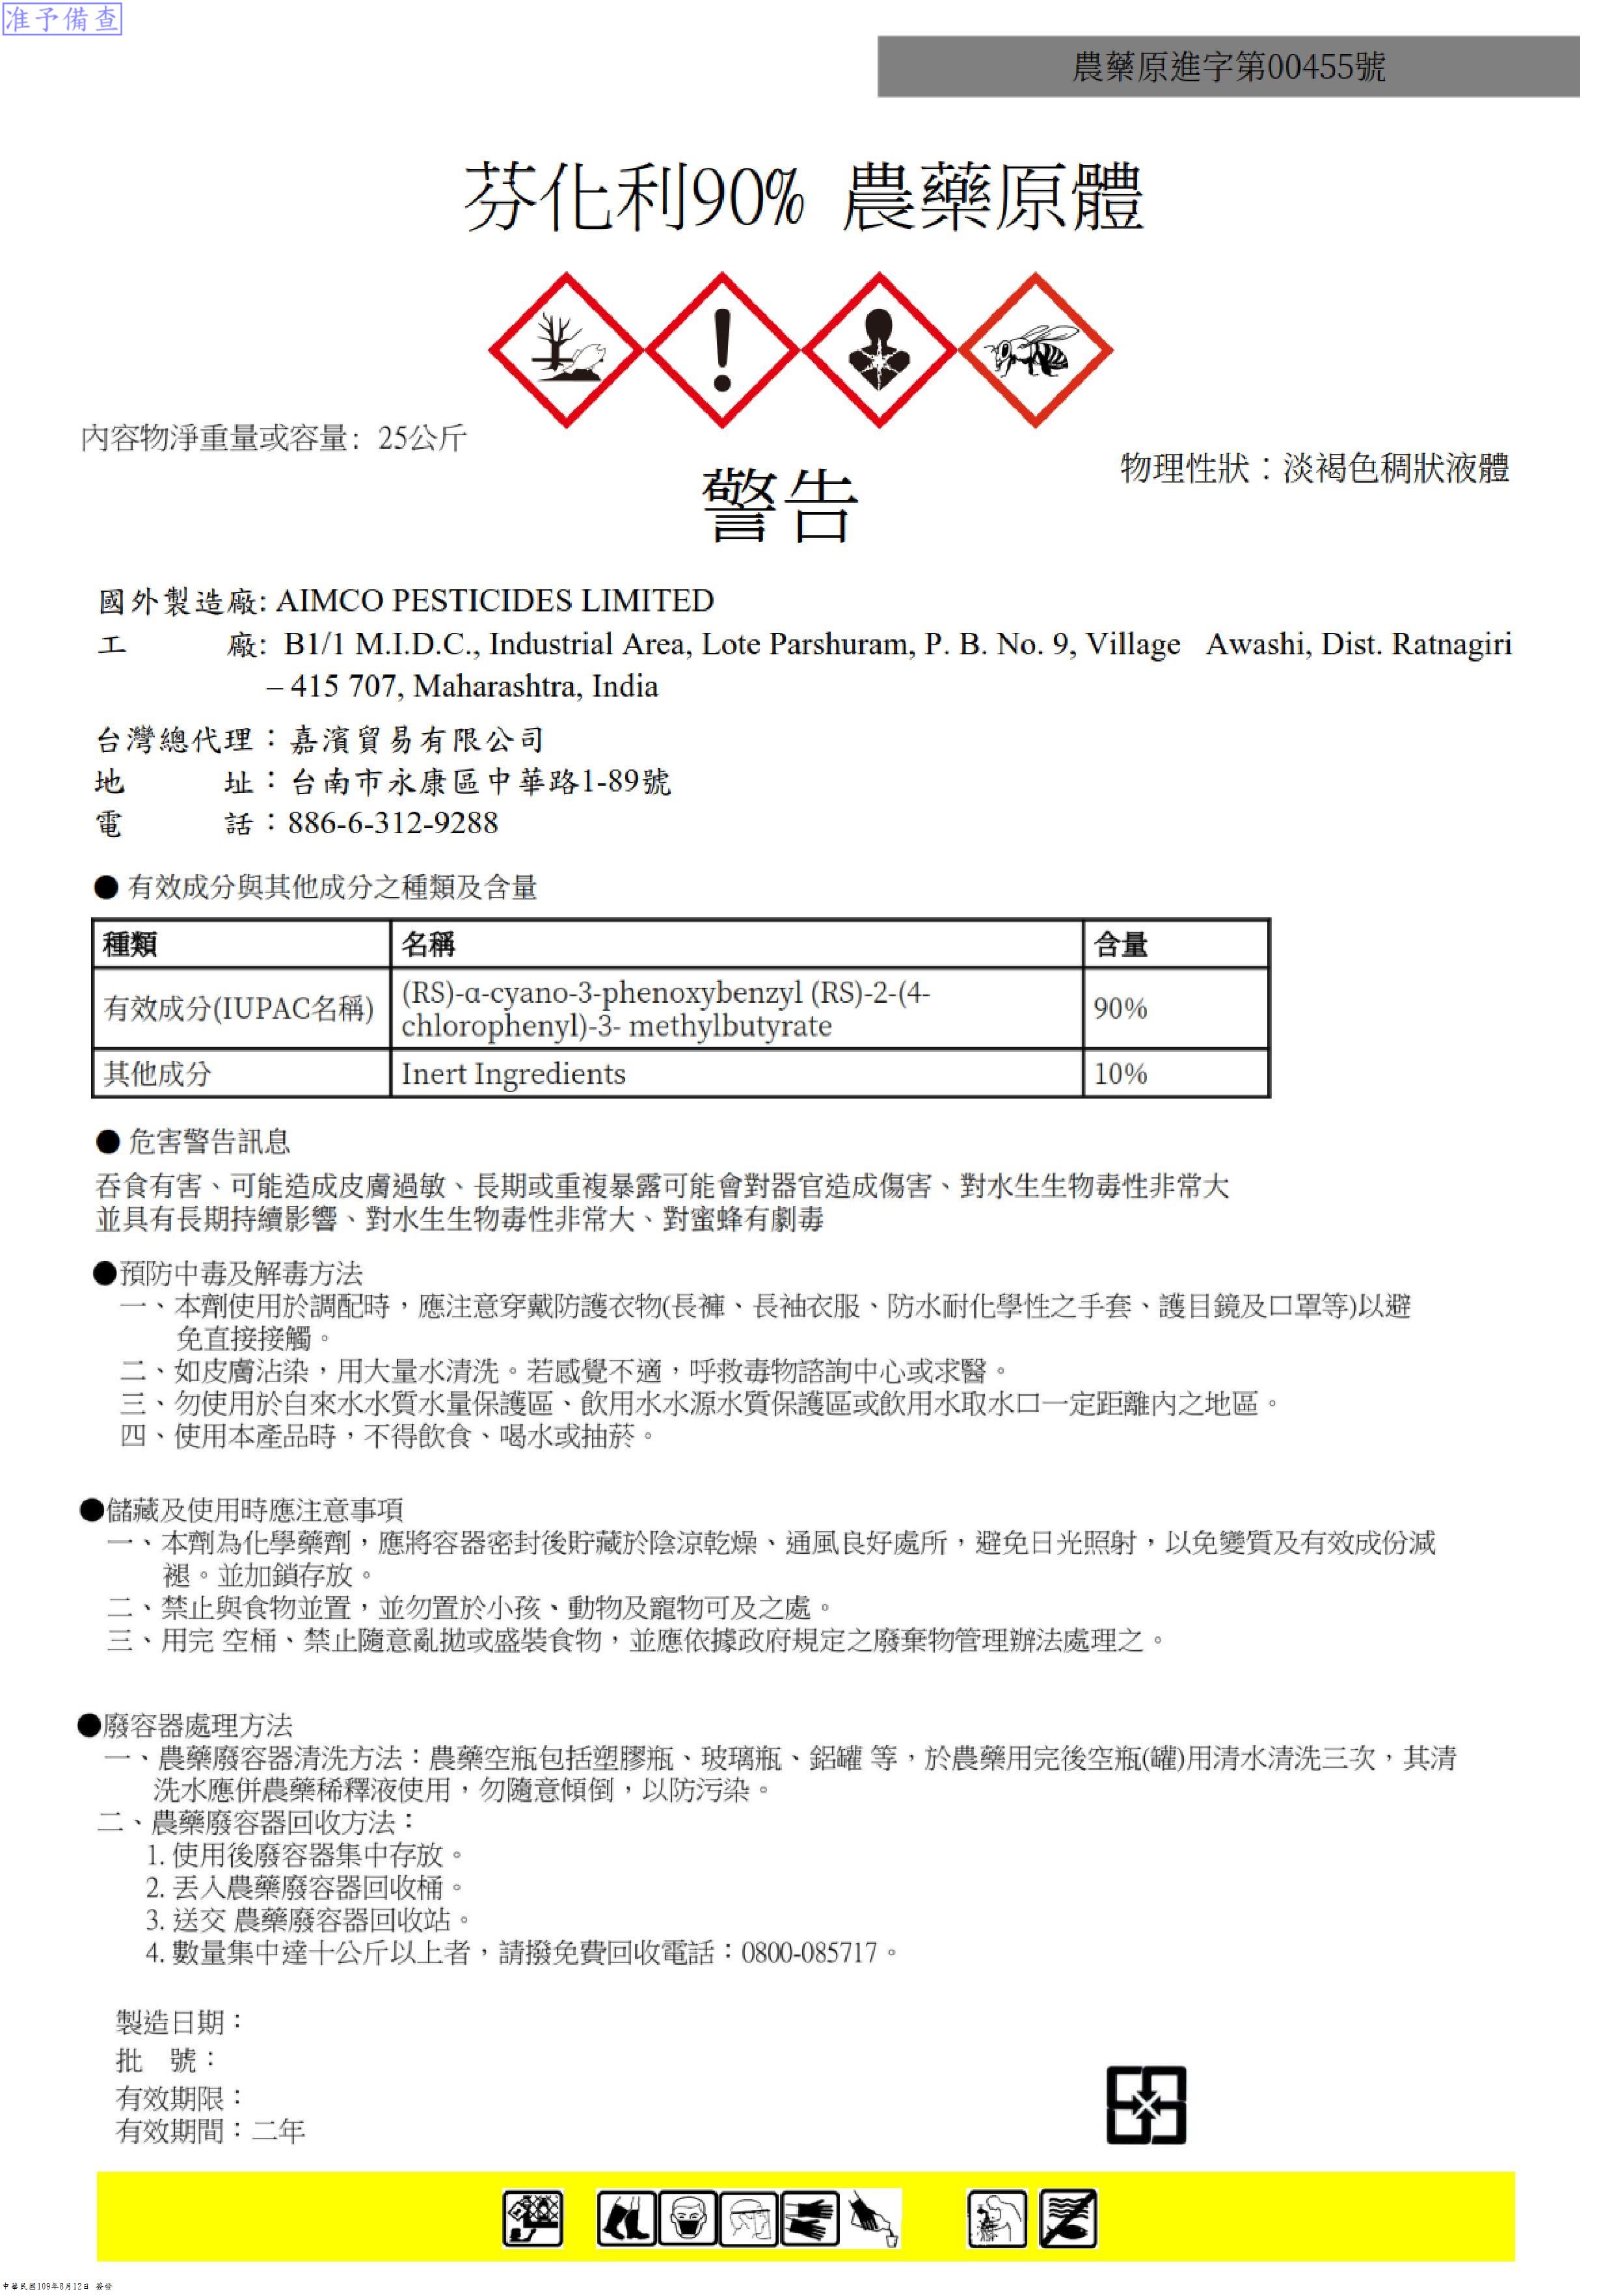 准予備查
農藥原進字第00455號
芬化利90% 農藥原體
內容物淨重量或容量: 25公斤
物理性狀：淡褐色稠狀液體
警告
國外製造廠: AIMCO PESTICIDES LIMITED
工 廠: B1/1 M.I.D.C., Industrial Area, Lote Parshuram, P. B. No. 9, Village Awashi, Dist. Ratnagiri
– 415 707, Maharashtra, India
台灣總代理：嘉濱貿易有限公司
地 址：台南市永康區中華路1-89號
電 話：886-6-312-9288
● 有效成分與其他成分之種類及含量
種類 名稱 含量
有效成分(IUPAC名稱) (RS)-α-cyano-3-phenoxybenzyl (RS)-2-(4-
chlorophenyl)-3- methylbutyrate 90%
其他成分 Inert Ingredients 10%
● 危害警告訊息
吞食有害、可能造成皮膚過敏、長期或重複暴露可能會對器官造成傷害、對水生生物毒性非常大
並具有長期持續影響、對水生生物毒性非常大、對蜜蜂有劇毒
●預防中毒及解毒方法
一、本劑使用於調配時，應注意穿戴防護衣物(長褲、長袖衣服、防水耐化學性之手套、護目鏡及口罩等)以避
免直接接觸。
二、如皮膚沾染，用大量水清洗。若感覺不適，呼救毒物諮詢中心或求醫。
三、勿使用於自來水水質水量保護區、飲用水水源水質保護區或飲用水取水口一定距離內之地區。
四、使用本產品時，不得飲食、喝水或抽菸。
●儲藏及使用時應注意事項
一、本劑為化學藥劑，應將容器密封後貯藏於陰涼乾燥、通風良好處所，避免日光照射，以免變質及有效成份減
褪。並加鎖存放。
二、禁止與食物並置，並勿置於小孩、動物及寵物可及之處。
三、用完 空桶、禁止隨意亂拋或盛裝食物，並應依據政府規定之廢棄物管理辦法處理之。
●廢容器處理方法
一、農藥廢容器清洗方法：農藥空瓶包括塑膠瓶、玻璃瓶、鋁罐 等，於農藥用完後空瓶(罐)用清水清洗三次，其清
洗水應併農藥稀釋液使用，勿隨意傾倒，以防污染。
二、農藥廢容器回收方法：
1. 使用後廢容器集中存放。
2. 丟入農藥廢容器回收桶。
3. 送交 農藥廢容器回收站。
4. 數量集中達十公斤以上者，請撥免費回收電話：0800-085717。
製造日期：
批 號：
有效期限：
有效期間：二年
中華民國109年8月12日 簽發